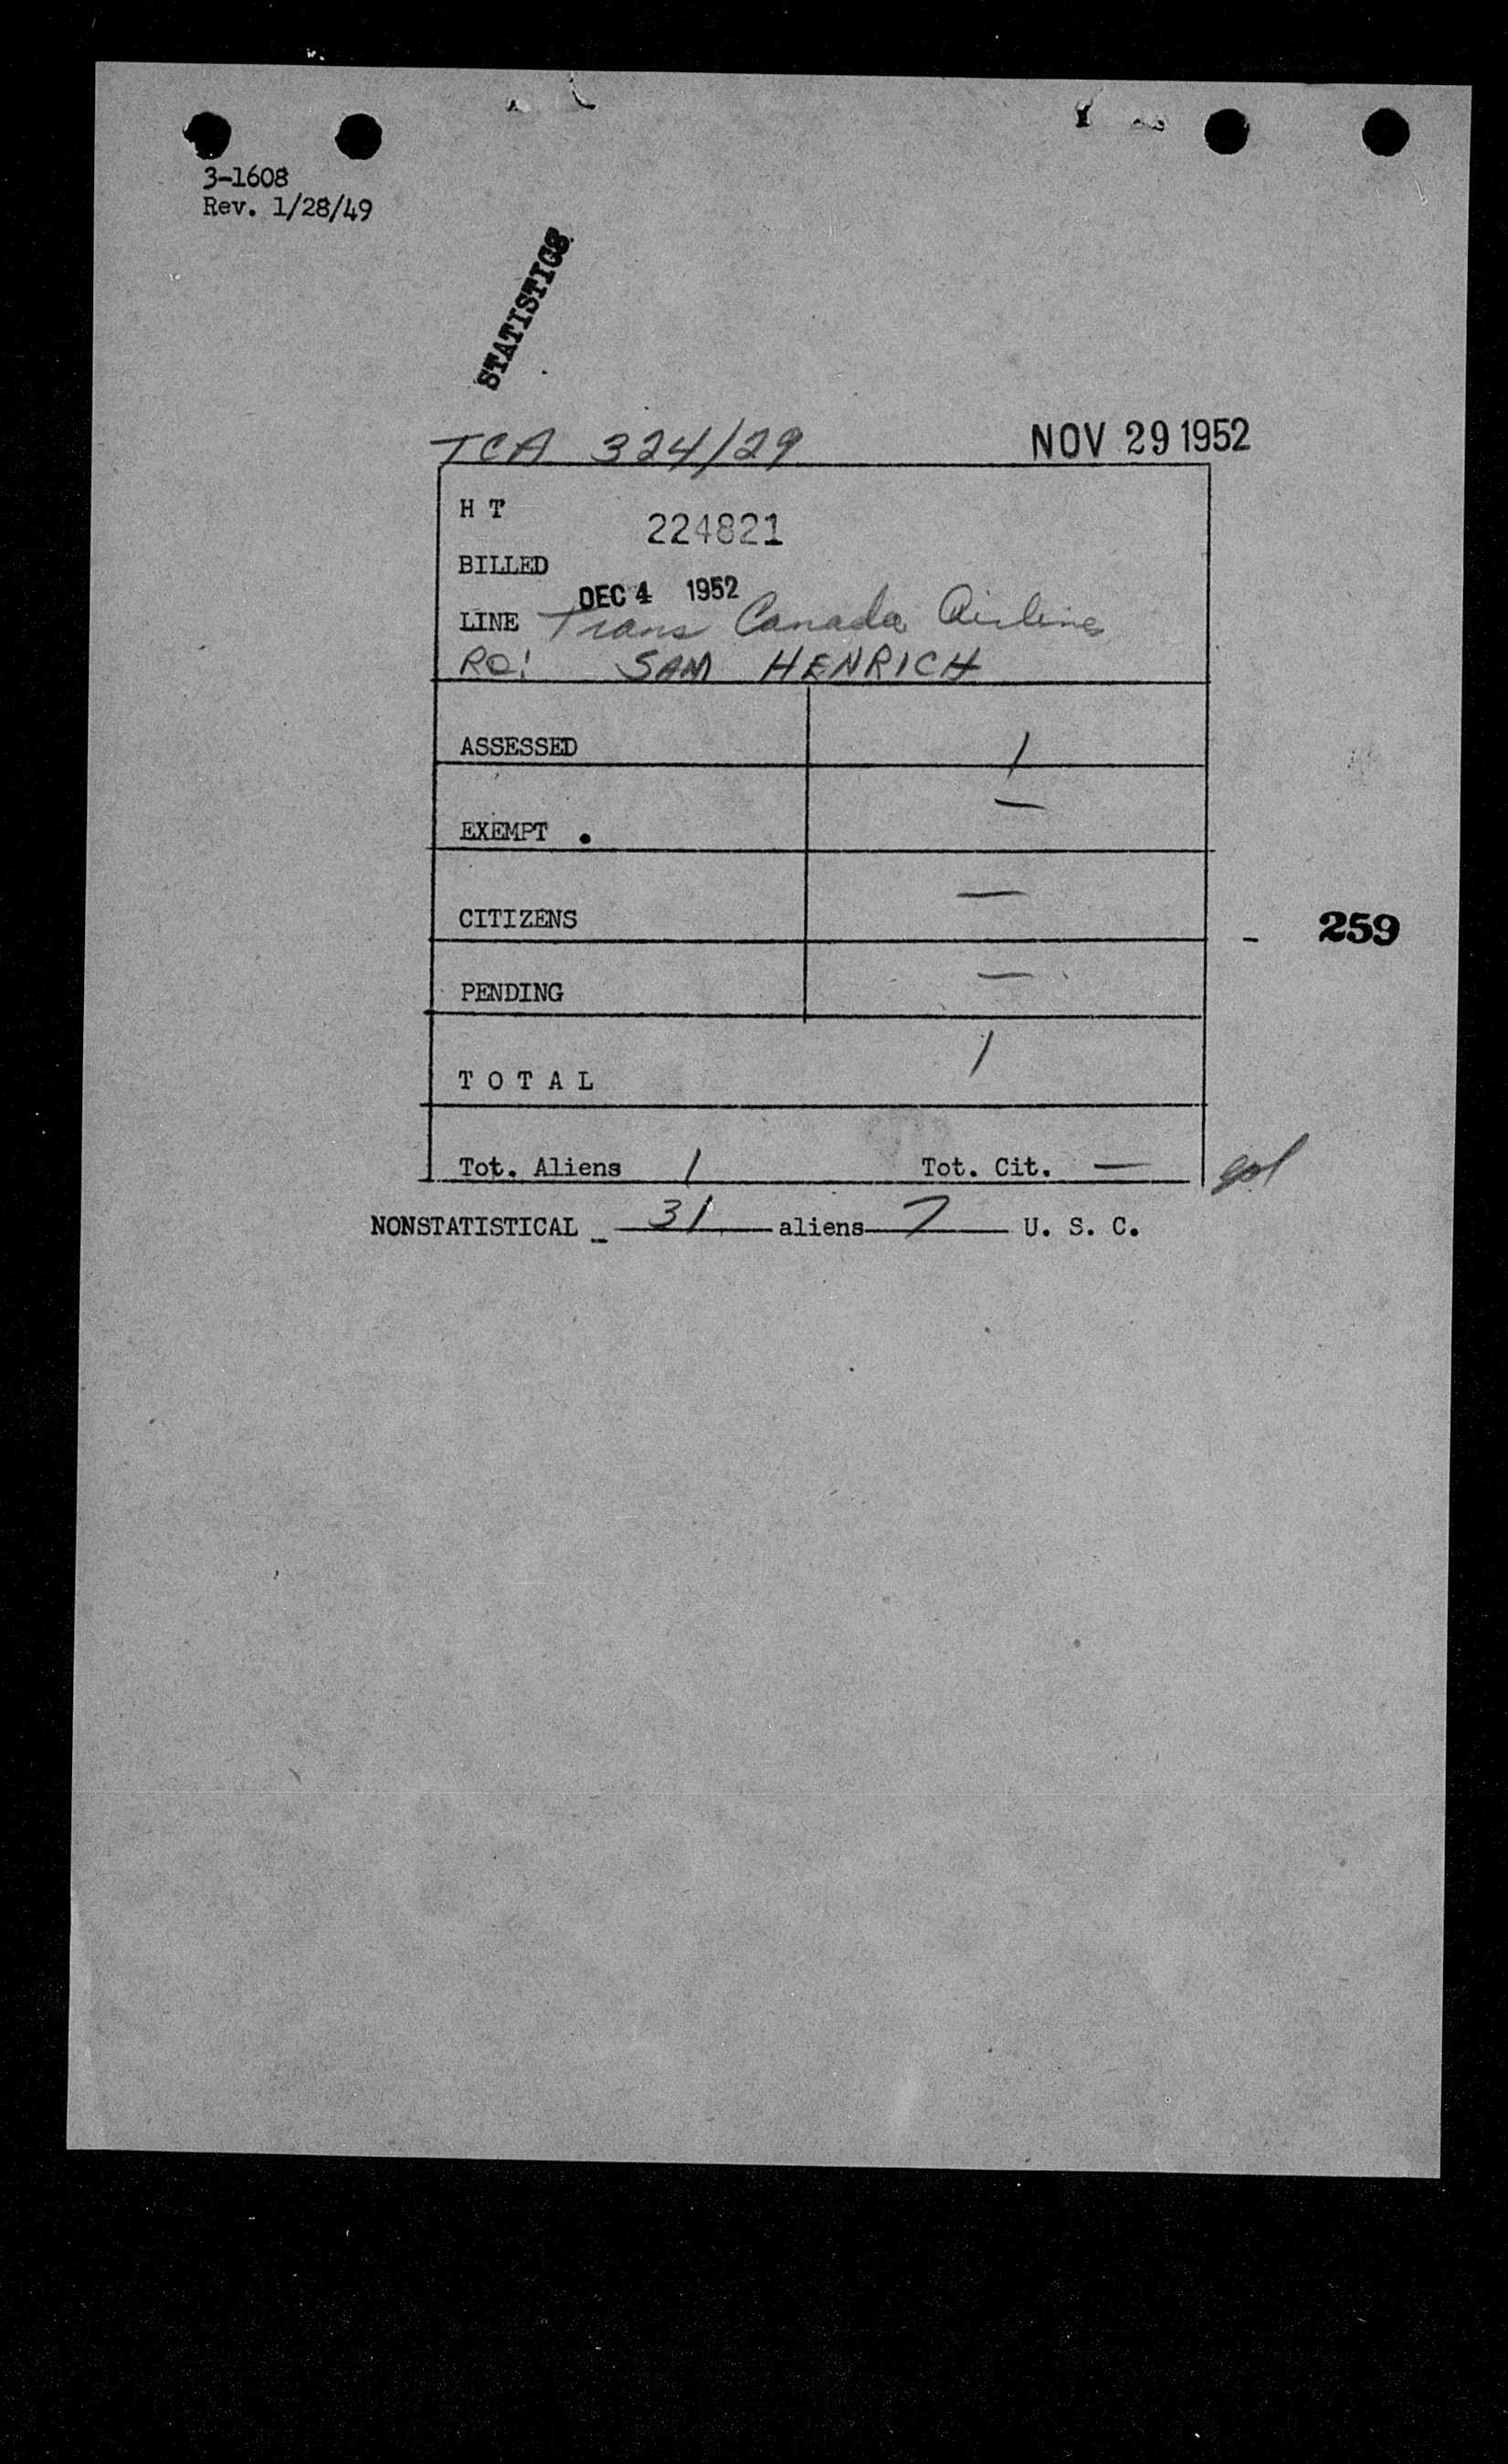 3-1608
Rev. 1/28/49
STATISTICS
TCA 324/29 NOV 29 1952
H T 224821
BILLED
DEC 4 1952
LINE Trans Canada Airlines
RE: SAM HENRICH
ASSESSED 1
EXEMPT . —
CITIZENS —
- 259
PENDING —
T O T A L 1
Tot. Aliens 1 Tot. Cit. —
NONSTATISTICAL _ 31 aliens 7 U. S. C.